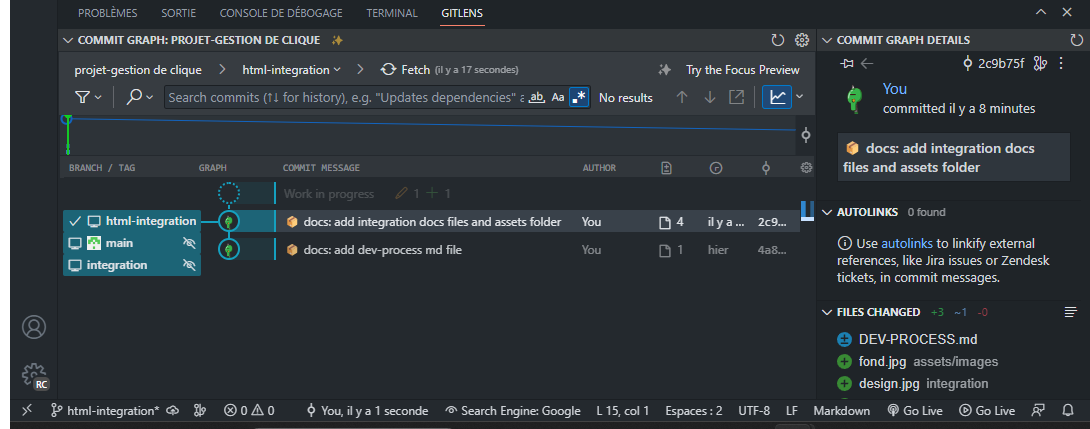 PROBLÈMES SORTIE CONSOLE DE DÉBOGAGE TERMINAL GITLENS
COMMIT GRAPH: PROJET-GESTION DE CLIQUE
projet-gestion de clique html-integration Fetch (il y a 17 secondes) Try the Focus Preview
Search commits (↑↓ for history), e.g. "Updates dependencies" a ab Aa .* No results
BRANCH / TAG GRAPH COMMIT MESSAGE AUTHOR
Work in progress 1 + 1
html-integration docs: add integration docs files and assets folder You 4 il y a ... 2c9...
main docs: add dev-process md file You 1 hier 4a8...
integration
COMMIT GRAPH DETAILS
2c9b75f
You
committed il y a 8 minutes
docs: add integration docs
files and assets folder
AUTOLINKS 0 found
Use autolinks to linkify external
references, like Jira issues or Zendesk
tickets, in commit messages.
FILES CHANGED +3 ~1 -0
DEV-PROCESS.md
fond.jpg assets/images
design.jpg integration
RC
html-integration* 0 0 You, il y a 1 seconde Search Engine: Google L 15, col 1 Espaces : 2 UTF-8 LF Markdown Go Live Go Live